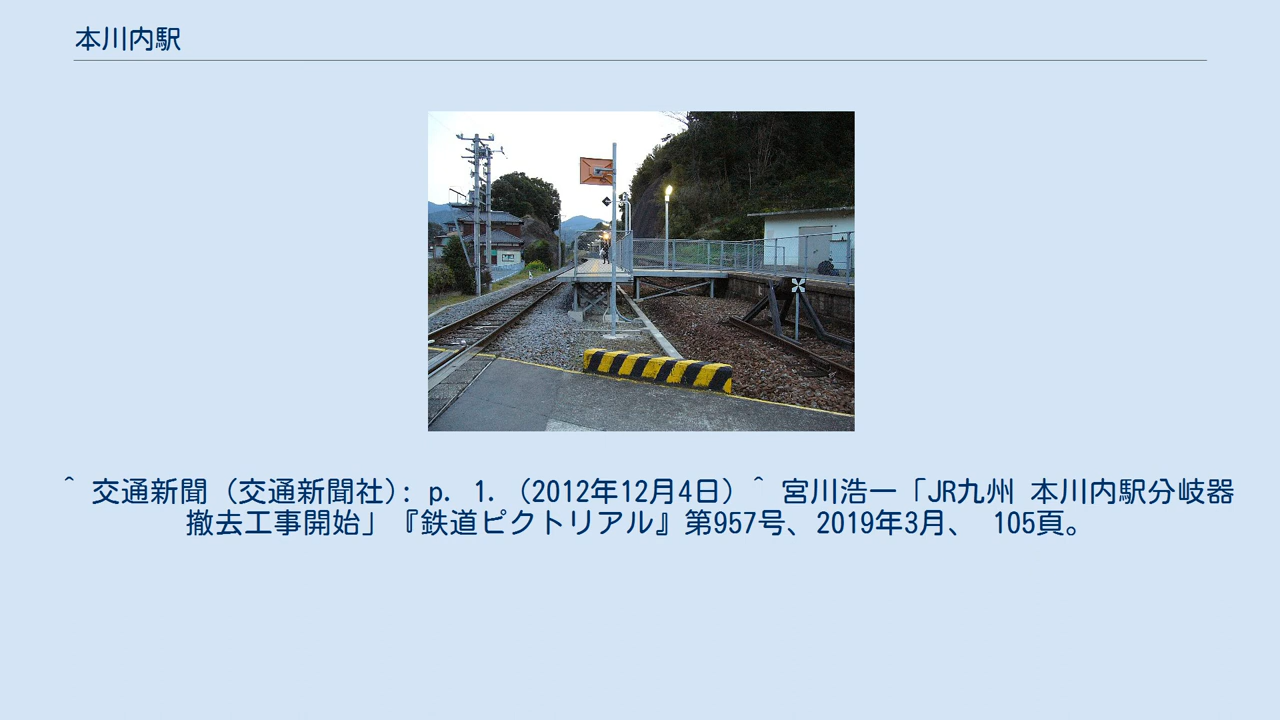 本川内駅
^ 交通新聞 (交通新聞社): p. 1. (2012年12月4日) ^ 宮川浩一「JR九州 本川内駅分岐器
撤去工事開始」『鉄道ピクトリアル』第957号、2019年3月、 105頁。